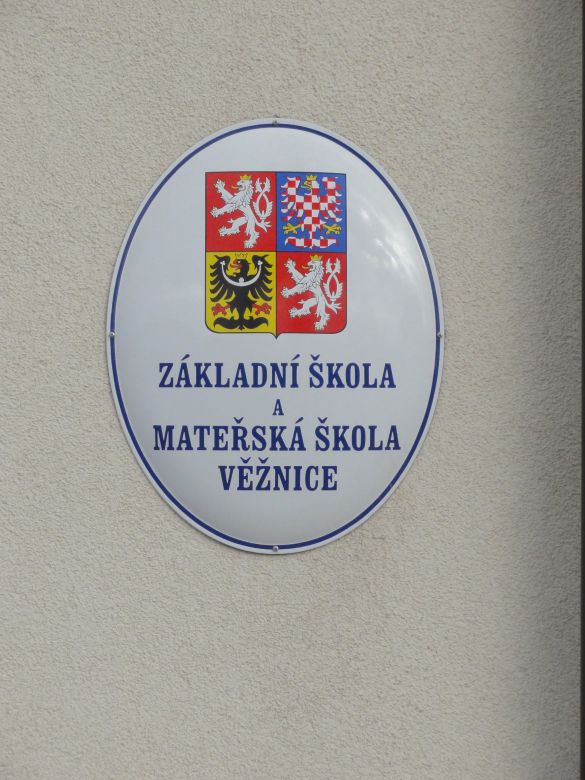 ZÁKLADNÍ ŠKOLA
A
MATEŘSKÁ ŠKOLA
VĚŽNICE